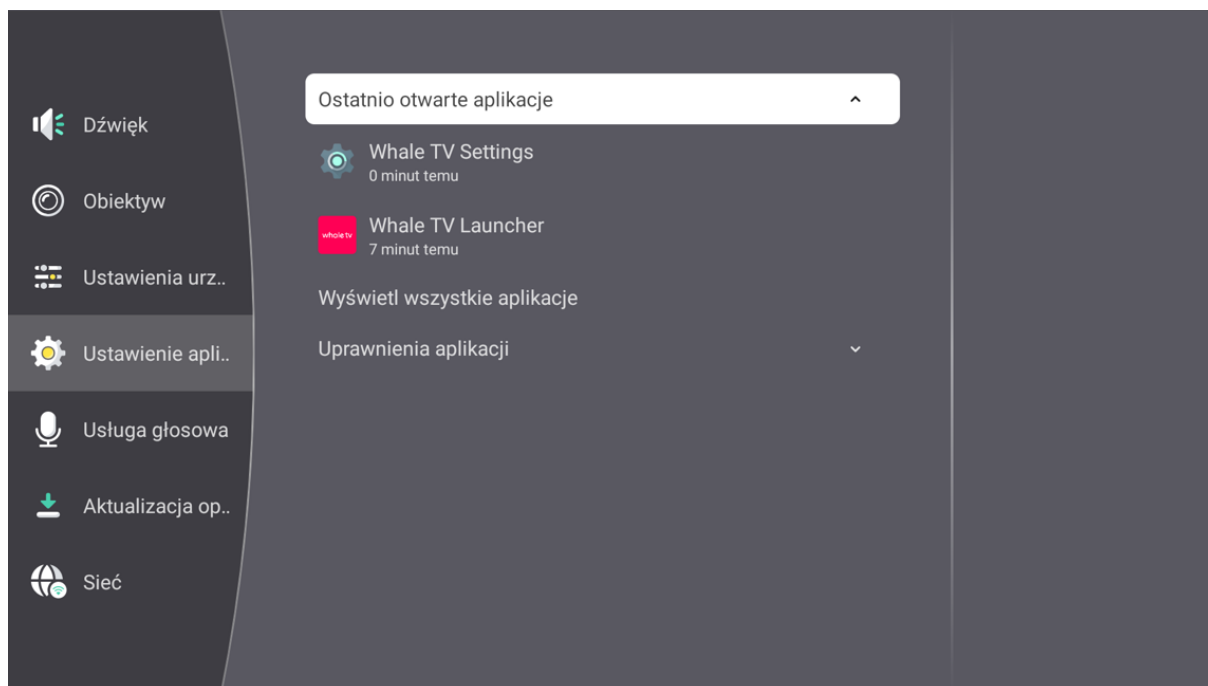 Dźwięk
Obiektyw
Ustawienia urz..
Ustawienie apli..
Usługa głosowa
Aktualizacja op..
Sieć
Ostatnio otwarte aplikacje
Whale TV Settings
0 minut temu
whale tv
Whale TV Launcher
7 minut temu
Wyświetl wszystkie aplikacje
Uprawnienia aplikacji